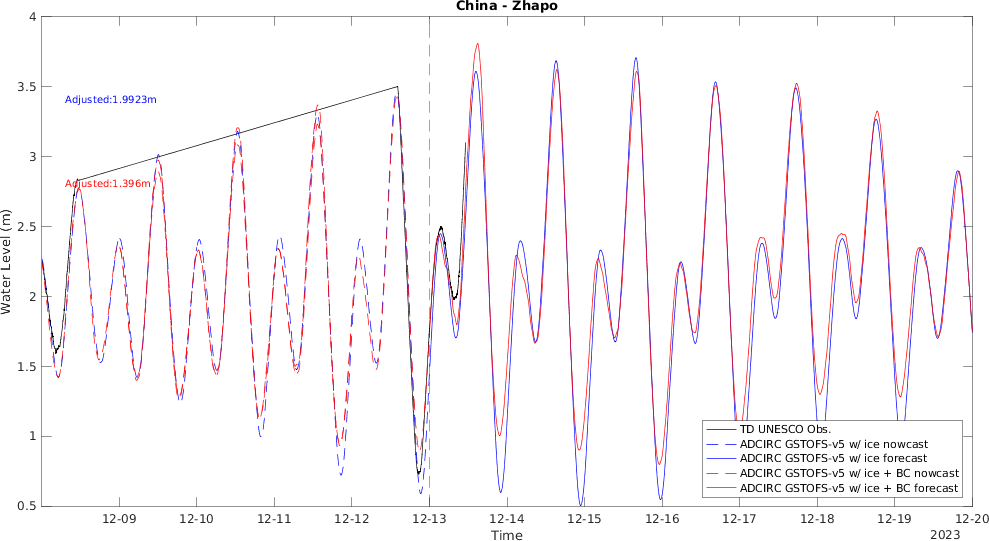 China - Zhapo
Water Level (m)
4
3.5
3
2.5
2
1.5
1
0.5
Adjusted:1.9923m
Adjusted:1.396m
TD UNESCO Obs.
ADCIRC GSTOFS-v5 w/ ice nowcast
ADCIRC GSTOFS-v5 w/ ice forecast
ADCIRC GSTOFS-v5 w/ ice + BC nowcast
ADCIRC GSTOFS-v5 w/ ice + BC forecast
12-09 12-10 12-11 12-12 12-13 12-14 12-15 12-16 12-17 12-18 12-19 12-20
Time
2023